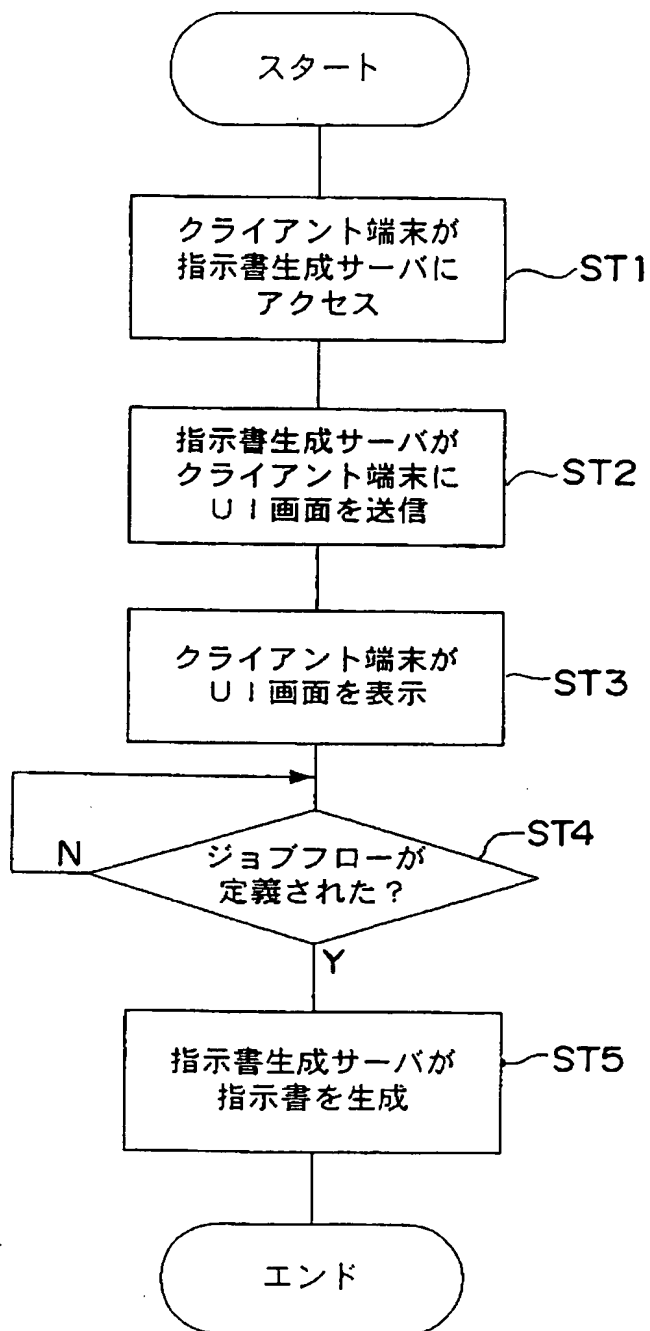 スタート
クライアント端末が
指示書生成サーバに
アクセス
ST1
指示書生成サーバが
クライアント端末に
UI画面を送信
ST2
クライアント端末が
UI画面を表示
ST3
ジョブフローが
定義された?
ST4
N
Y
指示書生成サーバが
指示書を生成
ST5
エンド